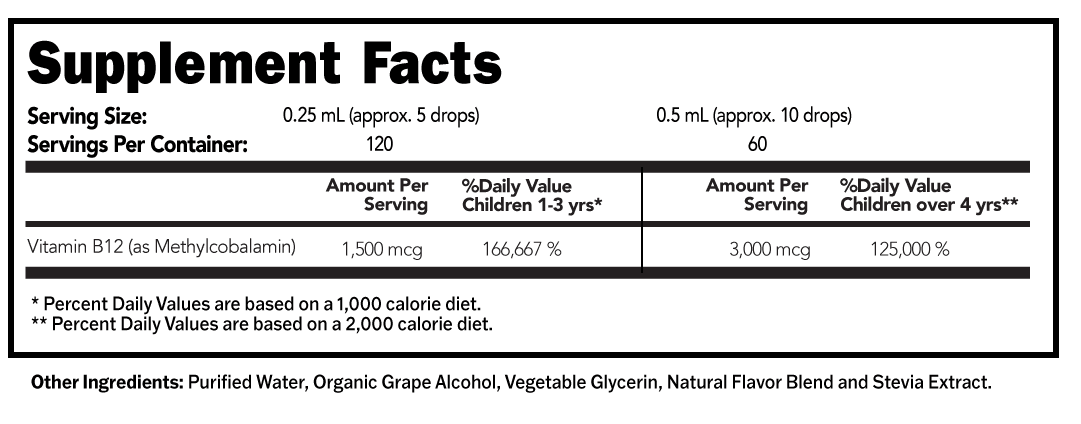 Supplement Facts
Serving Size: 0.25 mL (approx. 5 drops) 0.5 mL (approx. 10 drops)
Servings Per Container: 120 60
Amount Per %Daily Value Amount Per %Daily Value
Serving Children 1-3 yrs* Serving Children over 4 yrs**
Vitamin B12 (as Methylcobalamin) 1,500 mcg 166,667 % 3,000 mcg 125,000 %
* Percent Daily Values are based on a 1,000 calorie diet.
** Percent Daily Values are based on a 2,000 calorie diet.
Other Ingredients: Purified Water, Organic Grape Alcohol, Vegetable Glycerin, Natural Flavor Blend and Stevia Extract.